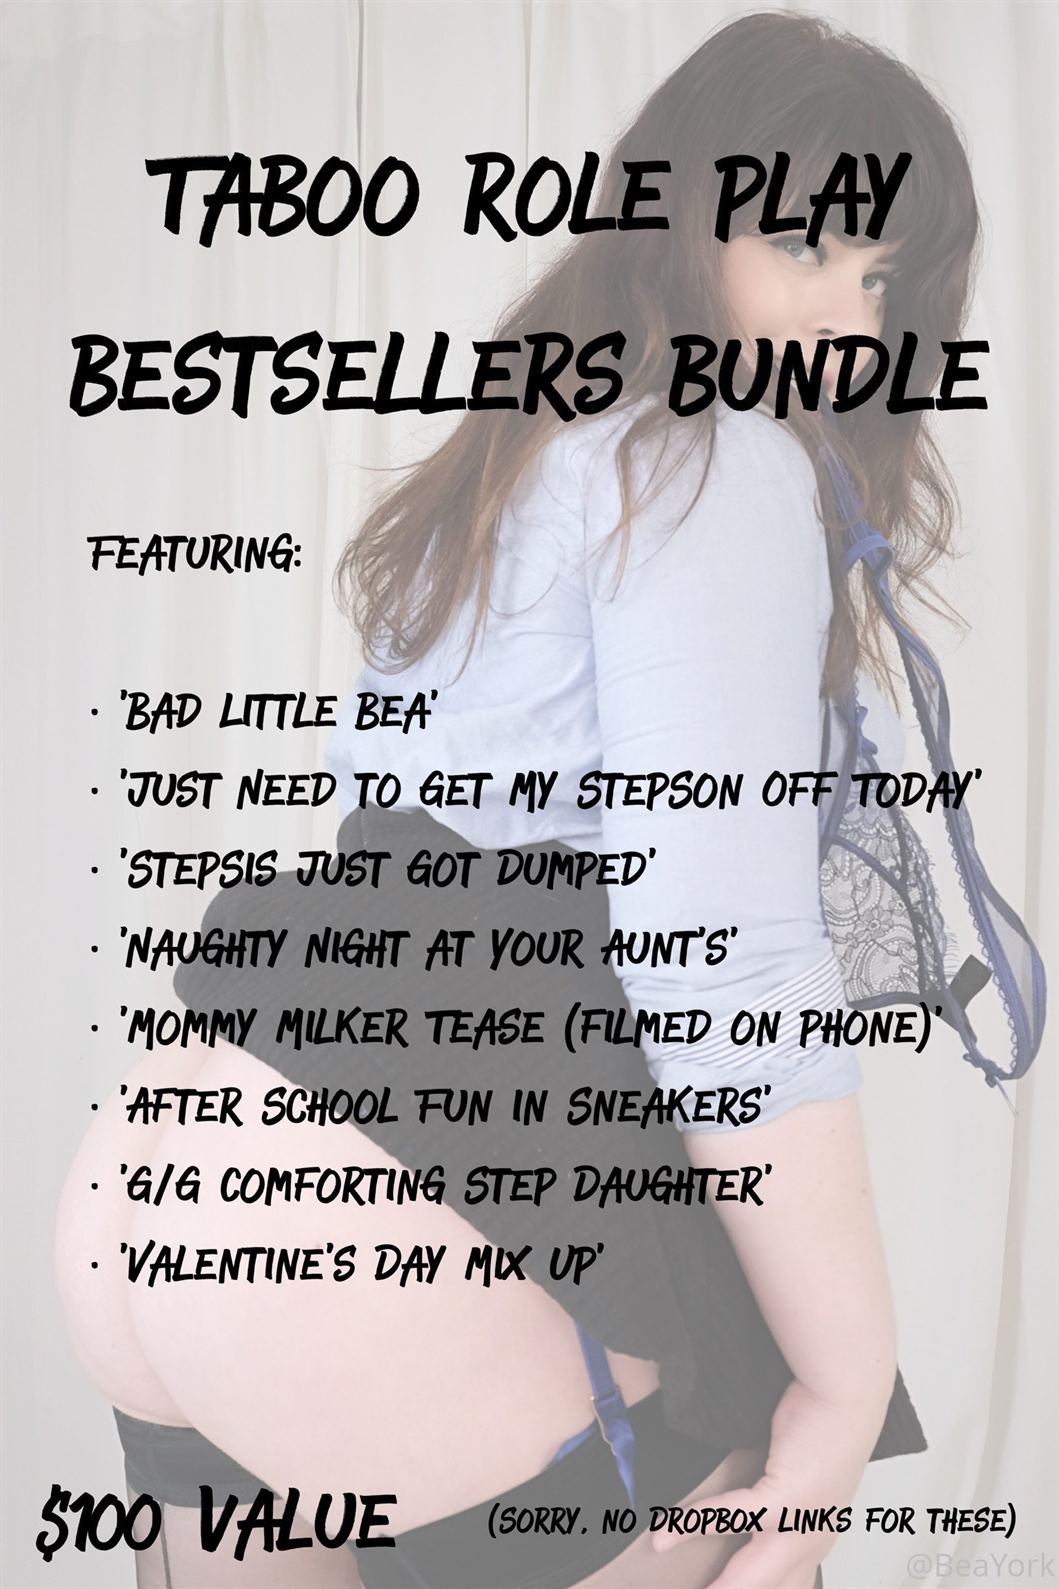 TABOO ROLE PLAY
BESTSELLERS BUNDLE
FEATURING:
· 'BAD LITTLE BEA'
· 'JUST NEED TO GET MY STEPSON OFF TODAY'
· 'STEPSIS JUST GOT DUMPED'
· 'NAUGHTY NIGHT AT YOUR AUNT'S'
· 'MOMMY MILKER TEASE (FILMED ON PHONE)'
· 'AFTER SCHOOL FUN IN SNEAKERS'
· 'G/G COMFORTING STEP DAUGHTER'
· 'VALENTINE'S DAY MIX UP'
$100 VALUE
(SORRY, NO DROPBOX LINKS FOR THESE)
@BeaYork